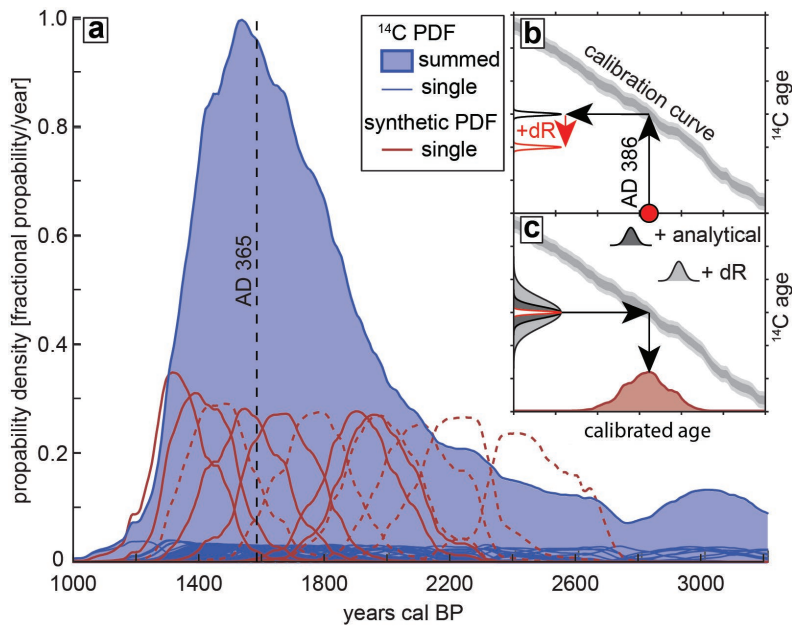 a
¹⁴C PDF
summed
single
synthetic PDF
single
AD 365
propability density [fractional propability/year]
1.0
0.8
0.6
0.4
0.2
0
1000
1400
1800
2200
2600
3000
years cal BP
b
calibration curve
+dR
AD 386
¹⁴C age
c
+ analytical
+ dR
¹⁴C age
calibrated age